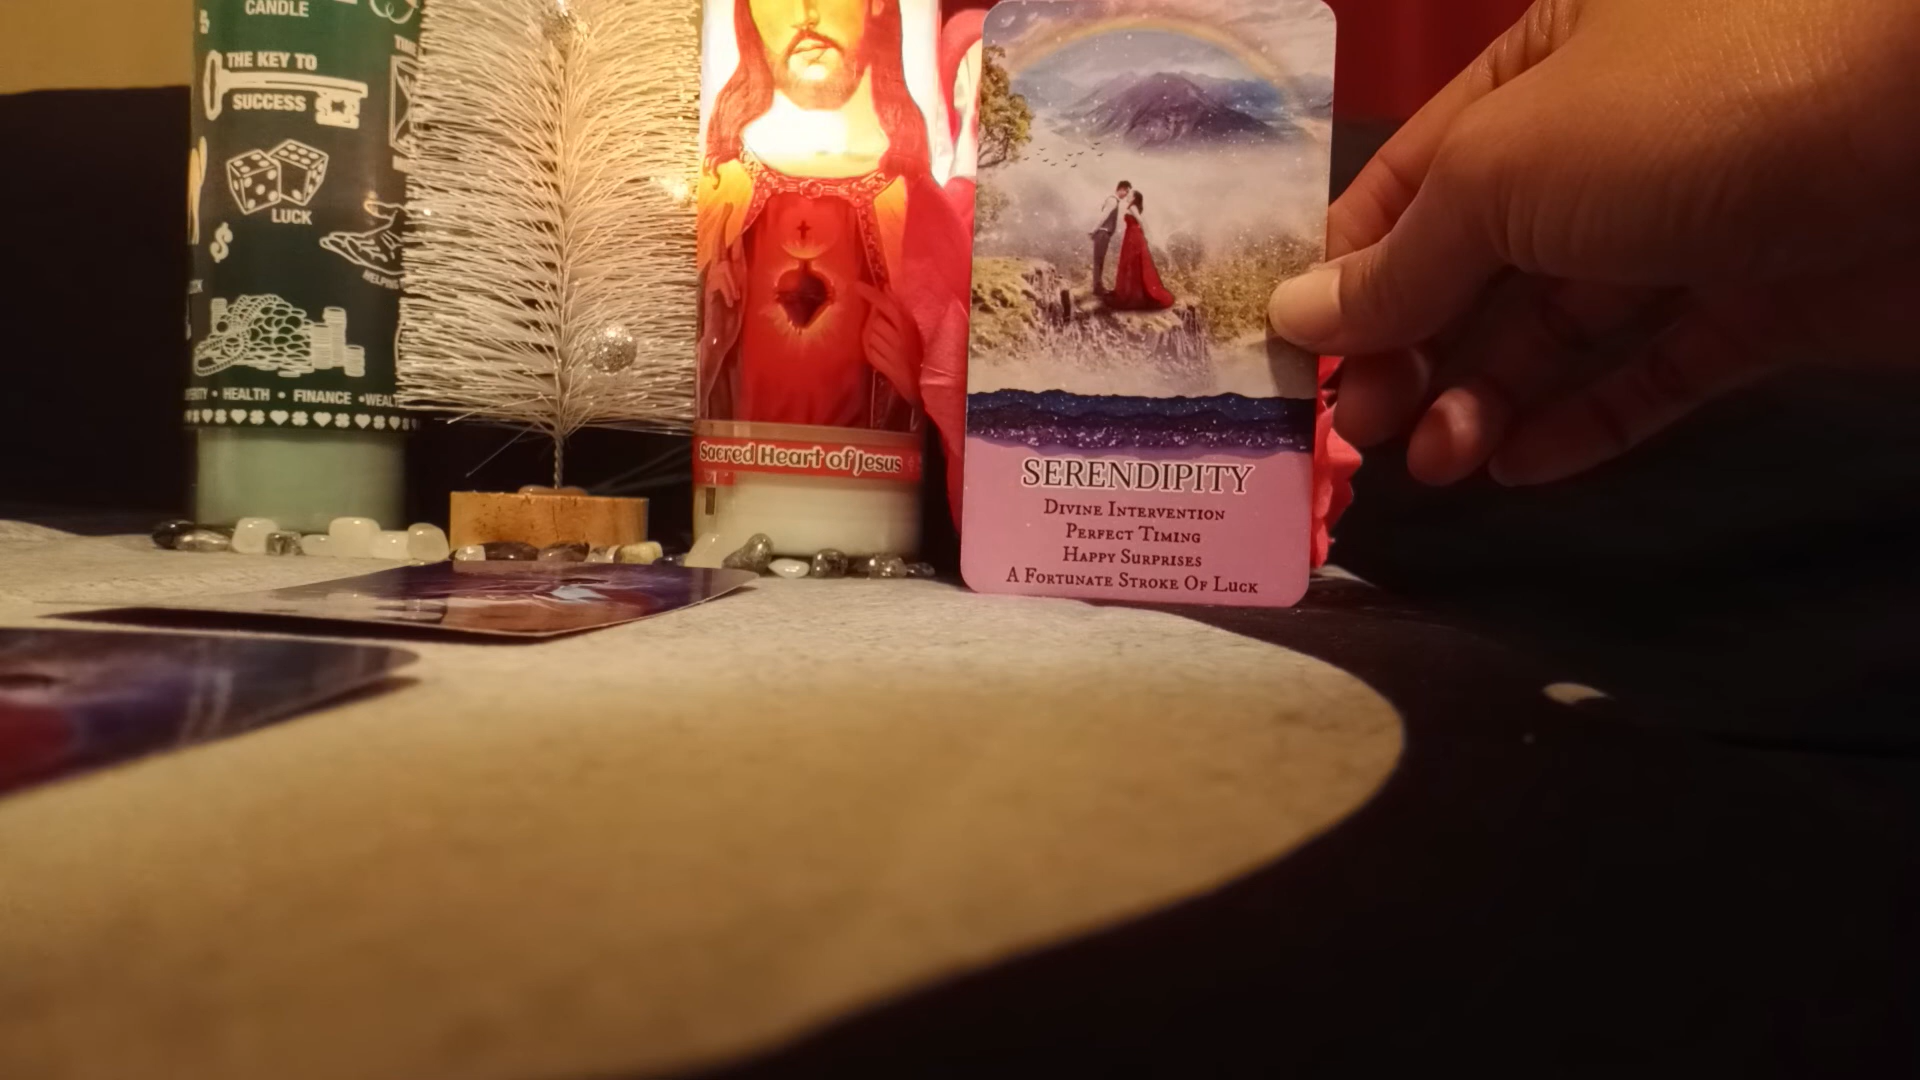 CANDLE
THE KEY TO
SUCCESS
LUCK
$
HEALTH • FINANCE
Sacred Heart of Jesus
SERENDIPITY
Divine Intervention
Perfect Timing
Happy Surprises
A Fortunate Stroke Of Luck